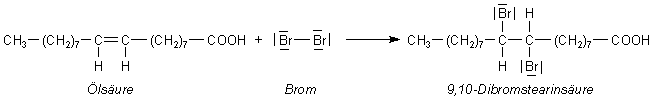 |Br| H
CH₃—(CH₂)₇—C=C—(CH₂)₇—COOH + |Br—Br| → CH₃—(CH₂)₇—C—C—(CH₂)₇—COOH
H H H |Br|
Ölsäure Brom 9,10-Dibromstearinsäure